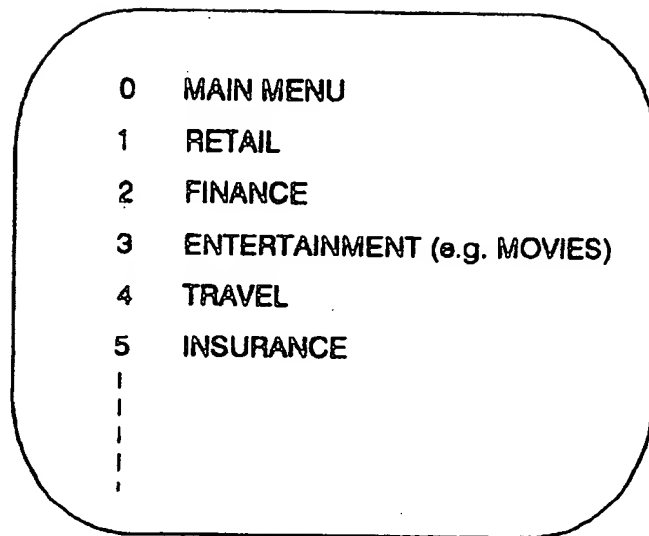 0 MAIN MENU
1 RETAIL
2 FINANCE
3 ENTERTAINMENT (e.g. MOVIES)
4 TRAVEL
5 INSURANCE